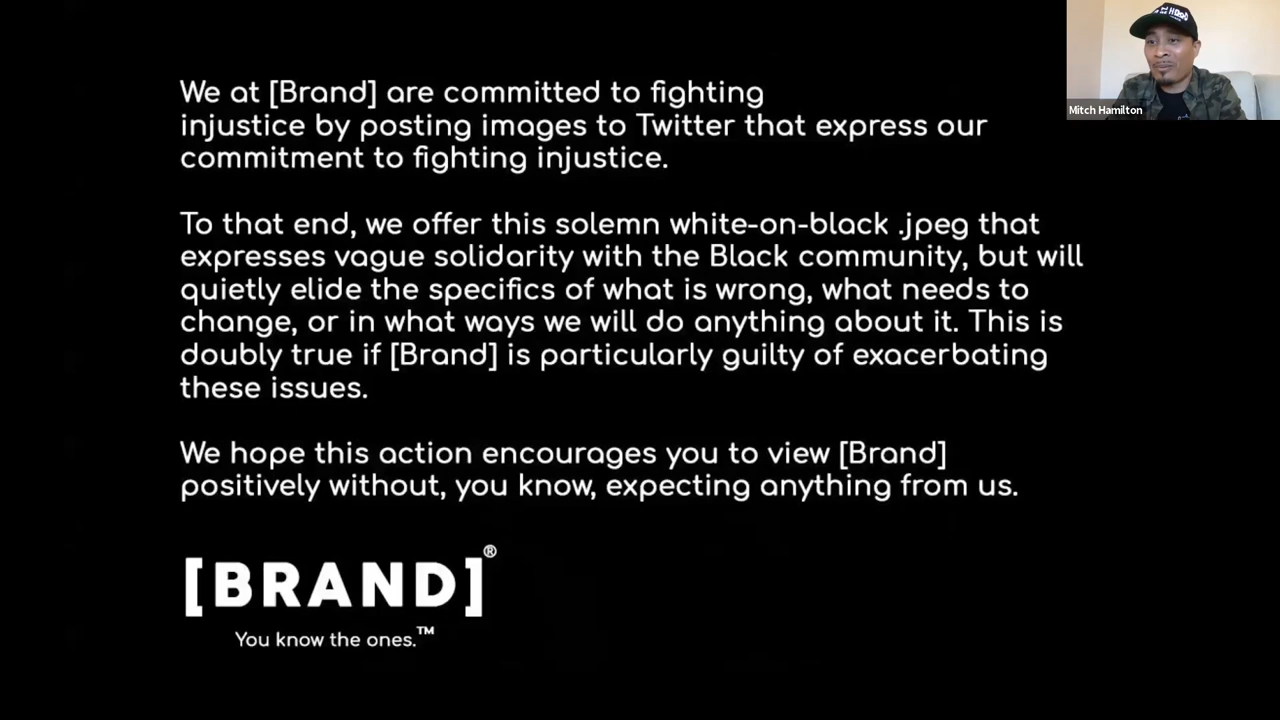 We at [Brand] are committed to fighting
injustice by posting images to Twitter that express our
commitment to fighting injustice.
To that end, we offer this solemn white-on-black .jpeg that
expresses vague solidarity with the Black community, but will
quietly elide the specifics of what is wrong, what needs to
change, or in what ways we will do anything about it. This is
doubly true if [Brand] is particularly guilty of exacerbating
these issues.
We hope this action encourages you to view [Brand]
positively without, you know, expecting anything from us.
[BRAND]®
You know the ones.™
Mitch Hamilton